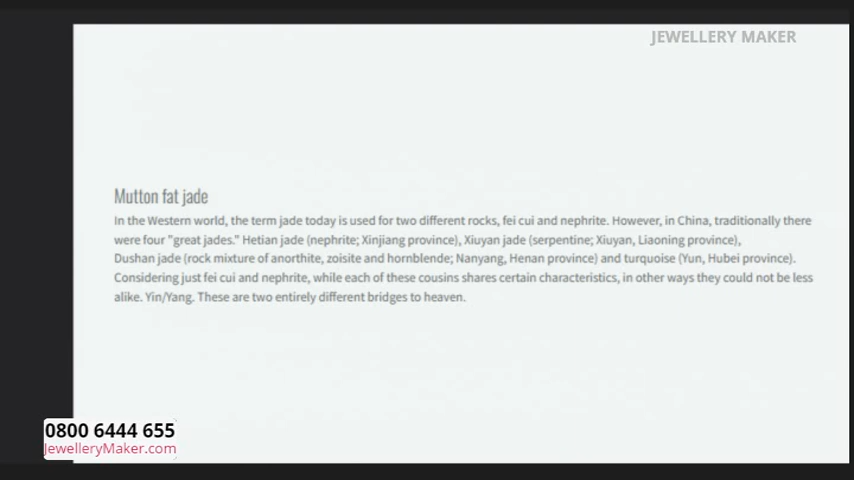 JEWELLERY MAKER
Mutton fat jade
In the Western world, the term jade today is used for two different rocks, fei cui and nephrite. However, in China, traditionally there
were four "great jades." Hetian jade (nephrite; Xinjiang province), Xiuyan jade (serpentine; Xiuyan, Liaoning province),
Dushan jade (rock mixture of anorthite, zoisite and hornblende; Nanyang, Henan province) and turquoise (Yun, Hubei province).
Considering just fei cui and nephrite, while each of these cousins shares certain characteristics, in other ways they could not be less
alike. Yin/Yang. These are two entirely different bridges to heaven.
0800 6444 655
JewelleryMaker.com